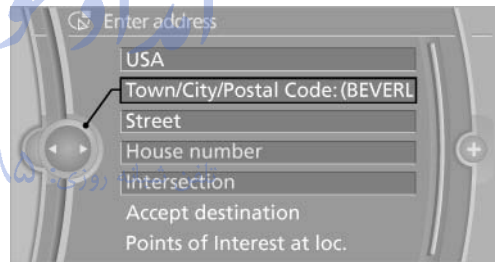 Enter address
USA
Town/City/Postal Code: (BEVERL
Street
House number
Intersection
Accept destination
Points of Interest at loc.